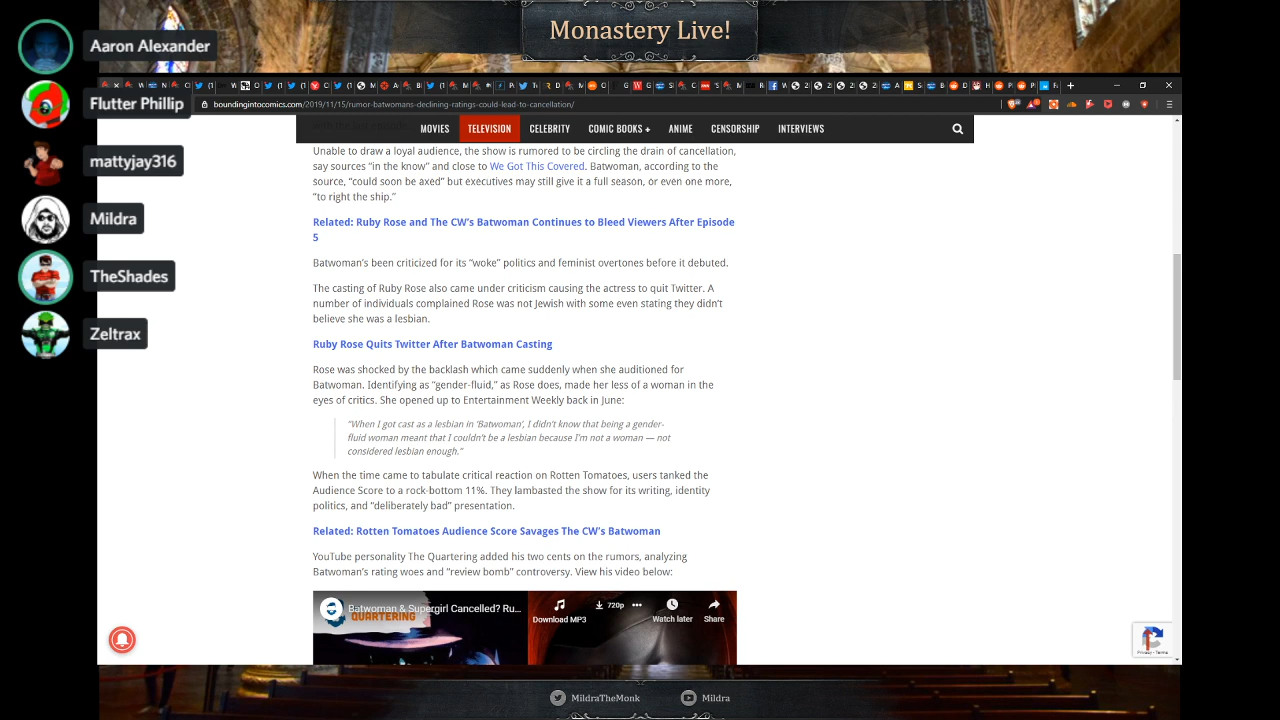 Monastery Live!
Aaron Alexander
Flutter Phillip
mattyjay316
Mildra
TheShades
Zeltrax
boundingintocomics.com/2019/11/15/rumor-batwomans-declining-ratings-could-lead-to-cancellation/
MOVIES TELEVISION CELEBRITY COMIC BOOKS + ANIME CENSORSHIP INTERVIEWS
Unable to draw a loyal audience, the show is rumored to be circling the drain of cancellation,
say sources “in the know” and close to We Got This Covered. Batwoman, according to the
source, “could soon be axed” but executives may still give it a full season, or even one more,
“to right the ship.”
Related: Ruby Rose and The CW’s Batwoman Continues to Bleed Viewers After Episode
5
Batwoman’s been criticized for its “woke” politics and feminist overtones before it debuted.
The casting of Ruby Rose also came under criticism causing the actress to quit Twitter. A
number of individuals complained Rose was not Jewish with some even stating they didn’t
believe she was a lesbian.
Ruby Rose Quits Twitter After Batwoman Casting
Rose was shocked by the backlash which came suddenly when she auditioned for
Batwoman. Identifying as “gender-fluid,” as Rose does, made her less of a woman in the
eyes of critics. She opened up to Entertainment Weekly back in June:
“When I got cast as a lesbian in ‘Batwoman’, I didn’t know that being a gender-
fluid woman meant that I couldn’t be a lesbian because I’m not a woman — not
considered lesbian enough.”
When the time came to tabulate critical reaction on Rotten Tomatoes, users tanked the
Audience Score to a rock-bottom 11%. They lambasted the show for its writing, identity
politics, and “deliberately bad” presentation.
Related: Rotten Tomatoes Audience Score Savages The CW’s Batwoman
YouTube personality The Quartering added his two cents on the rumors, analyzing
Batwoman’s rating woes and “review bomb” controversy. View his video below:
Batwoman & Supergirl Cancelled? Ru...
QUARTERING
Download MP3
720p
Watch later
Share
Privacy - Terms
MildraTheMonk
Mildra